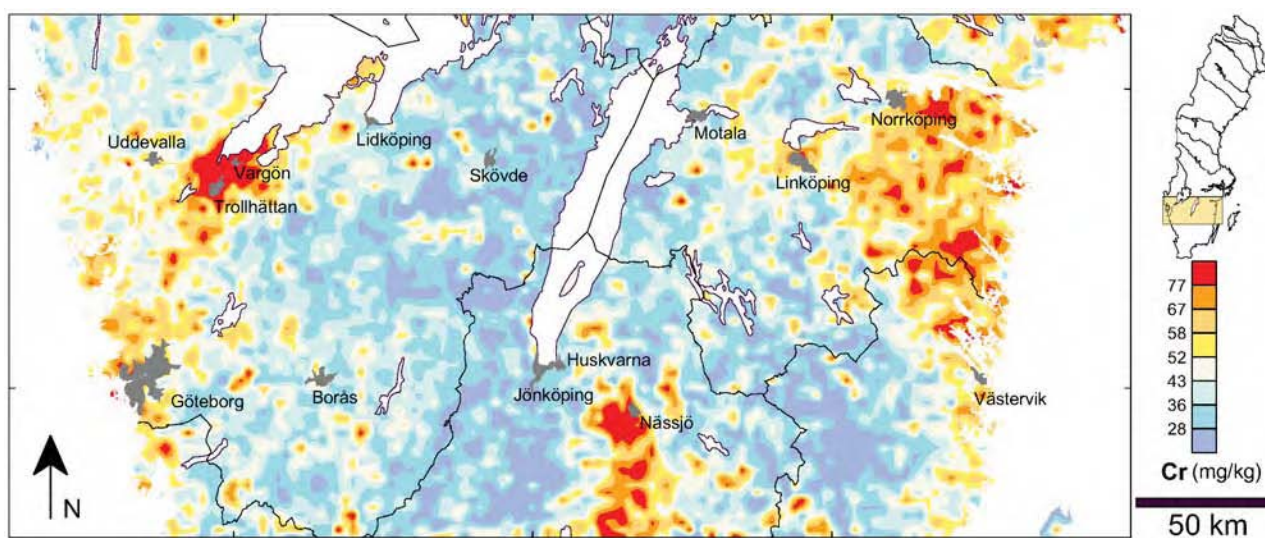 Uddevalla
Vargön
Trollhättan
Lidköping
Skövde
Motala
Norrköping
Linköping
Göteborg
Borås
Huskvarna
Jönköping
Nässjö
Västervik
N
77
67
58
52
43
36
28
Cr (mg/kg)
50 km